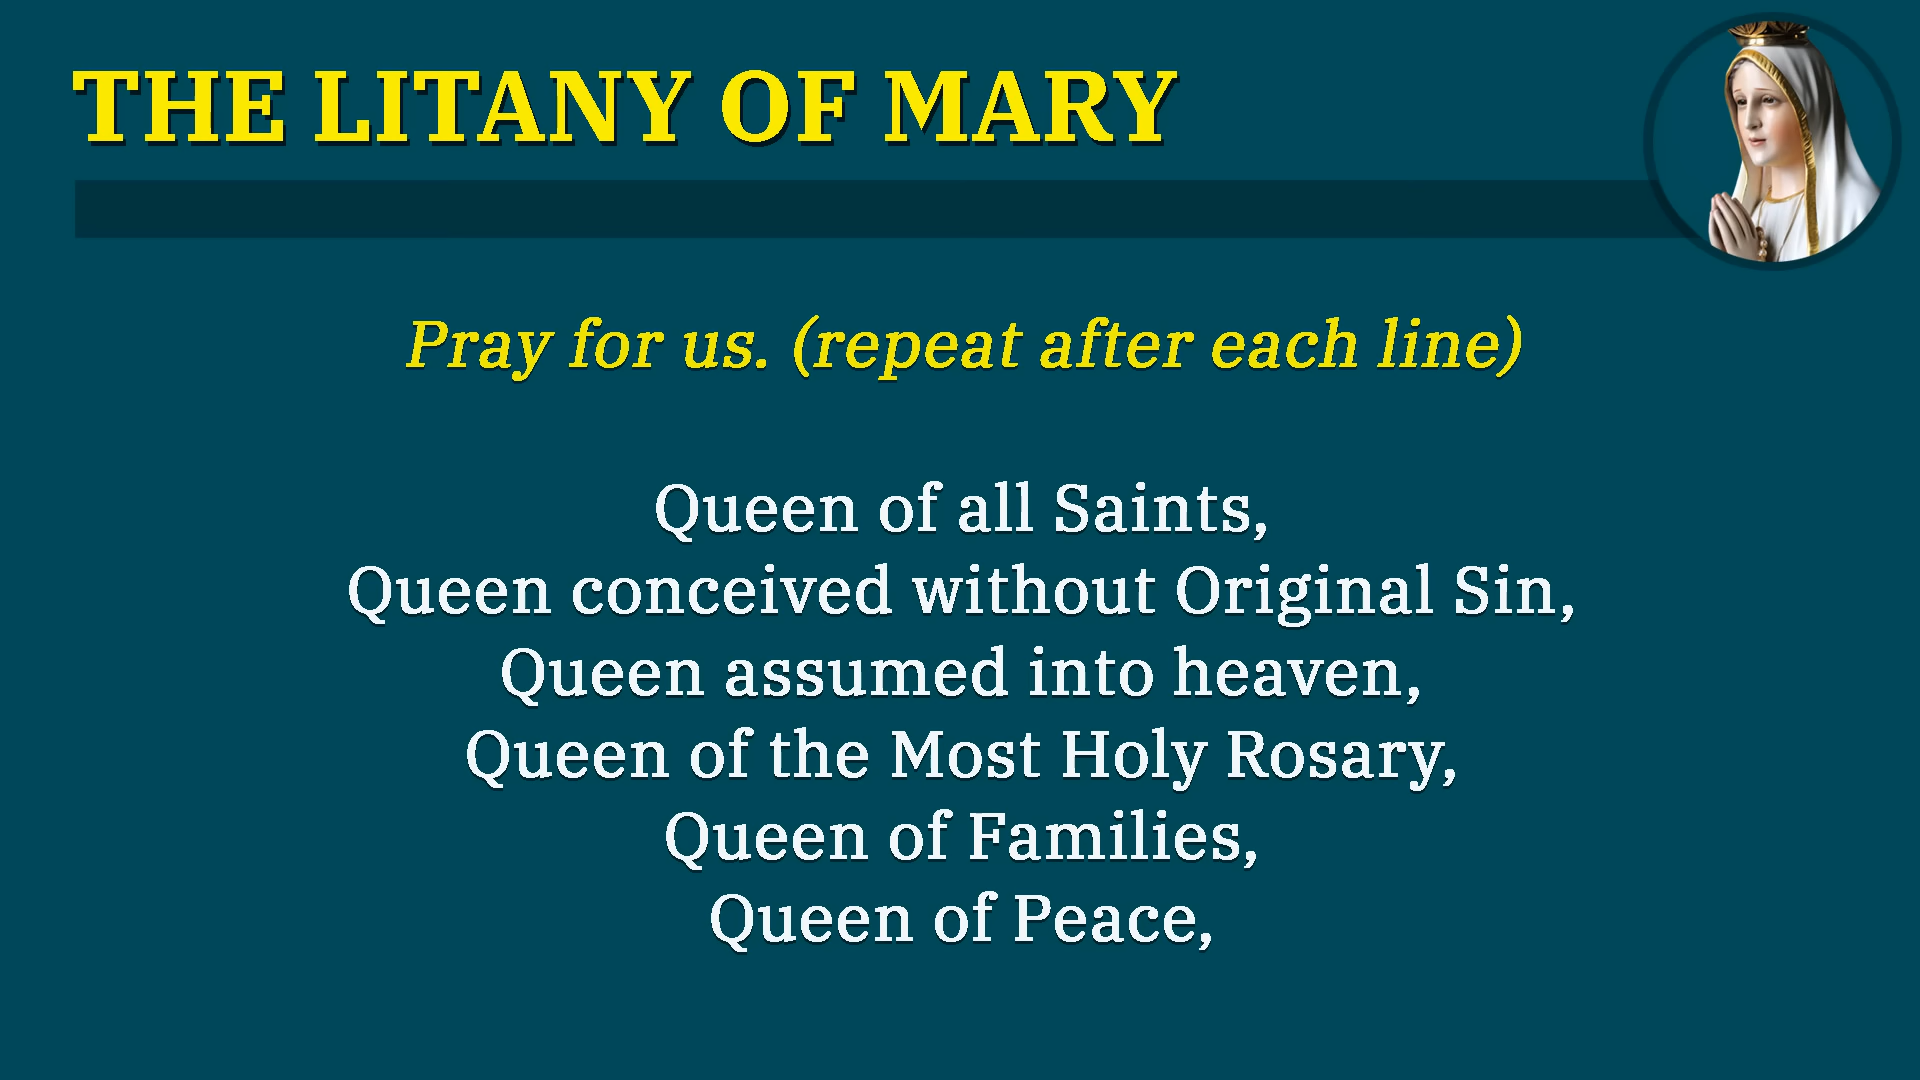 THE LITANY OF MARY
Pray for us. (repeat after each line)
Queen of all Saints,
Queen conceived without Original Sin,
Queen assumed into heaven,
Queen of the Most Holy Rosary,
Queen of Families,
Queen of Peace,